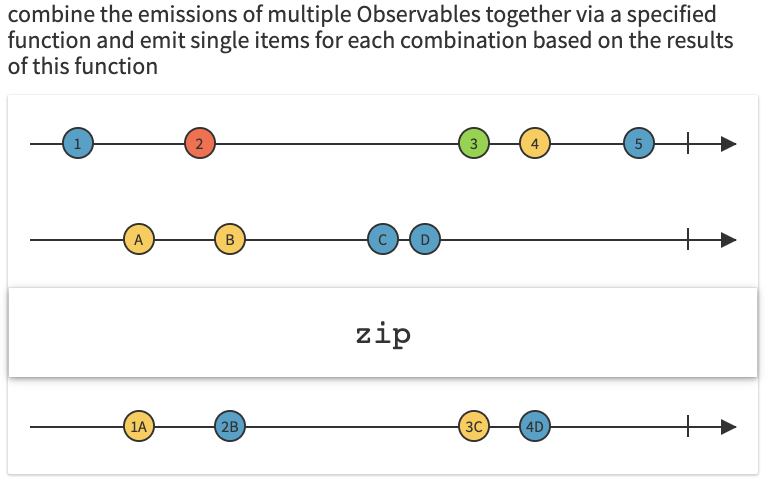 combine the emissions of multiple Observables together via a specified
function and emit single items for each combination based on the results
of this function
1 2 3 4 5
A B C D
zip
1A 2B 3C 4D